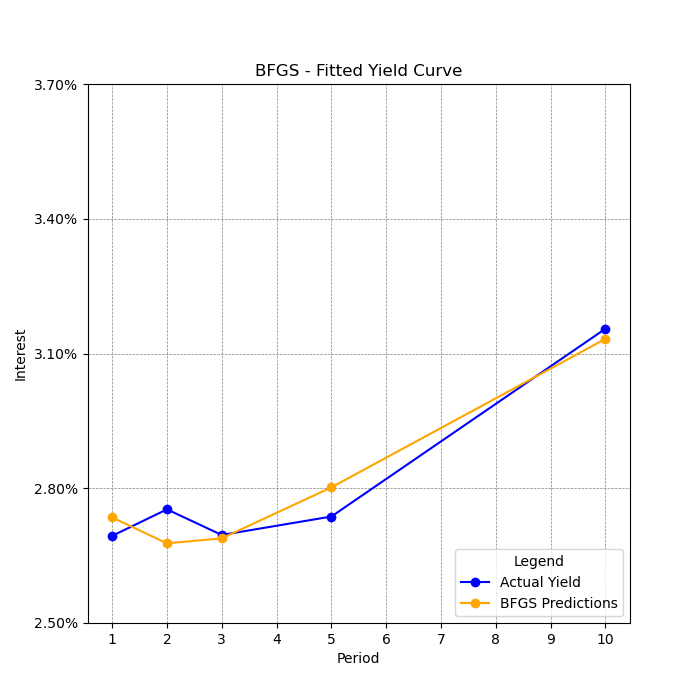 BFGS - Fitted Yield Curve
3.70%
3.40%
3.10%
2.80%
2.50%
Interest
1 2 3 4 5 6 7 8 9 10
Period
Legend
Actual Yield
BFGS Predictions